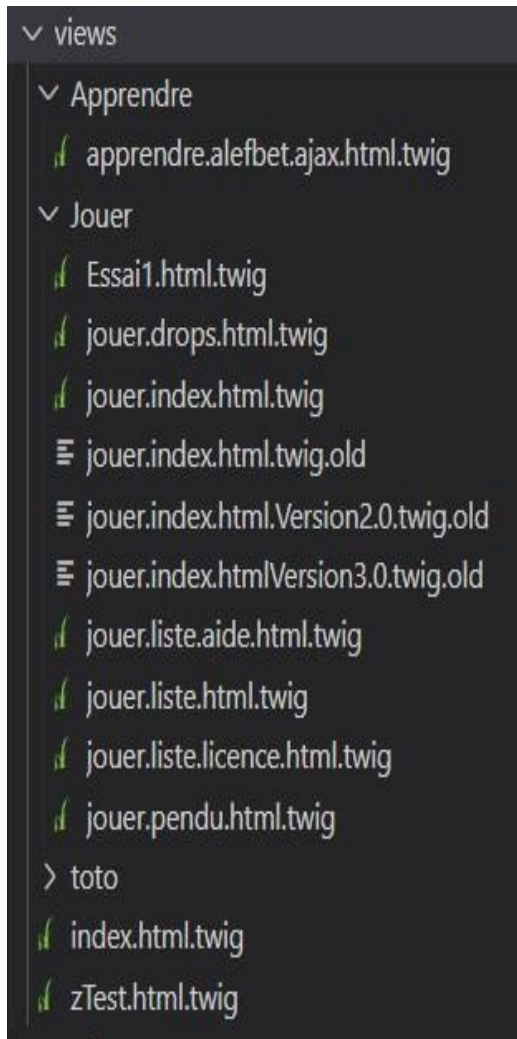 views
Apprendre
apprendre.alefbet.ajax.html.twig
Jouer
Essai1.html.twig
jouer.drops.html.twig
jouer.index.html.twig
jouer.index.html.twig.old
jouer.index.html.Version2.0.twig.old
jouer.index.htmlVersion3.0.twig.old
jouer.liste.aide.html.twig
jouer.liste.html.twig
jouer.liste.licence.html.twig
jouer.pendu.html.twig
toto
index.html.twig
zTest.html.twig